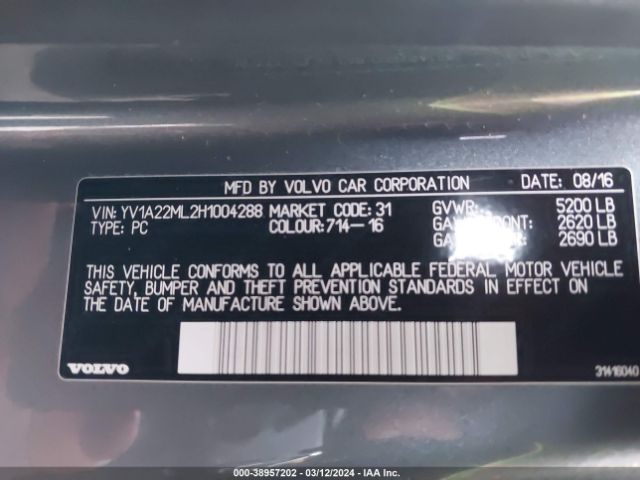 MFD BY VOLVO CAR CORPORATION DATE: 08/16
VIN: YV1A22ML2H1004288 MARKET CODE: 31 GVWR: 5200 LB
TYPE: PC COLOUR: 714-16 2620 LB
2690 LB
THIS VEHICLE CONFORMS TO ALL APPLICABLE FEDERAL MOTOR VEHICLE
SAFETY, BUMPER AND THEFT PREVENTION STANDARDS IN EFFECT ON
THE DATE OF MANUFACTURE SHOWN ABOVE.
VOLVO 31416040
000-38957202 - 03/12/2024 - IAA Inc.